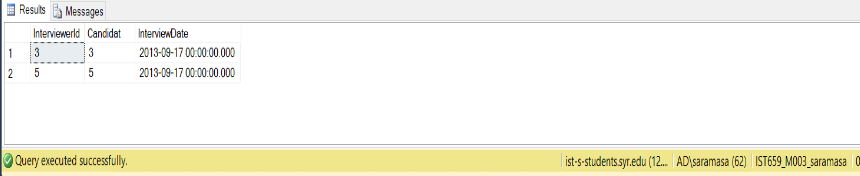 Results Messages
InterviewerId Candidat InterviewDate
1 3 3 2013-09-17 00:00:00.000
2 5 5 2013-09-17 00:00:00.000
Query executed successfully. ist-s-students.syr.edu (12.... AD\saramasa (62) IST659_M003_saramasa 0